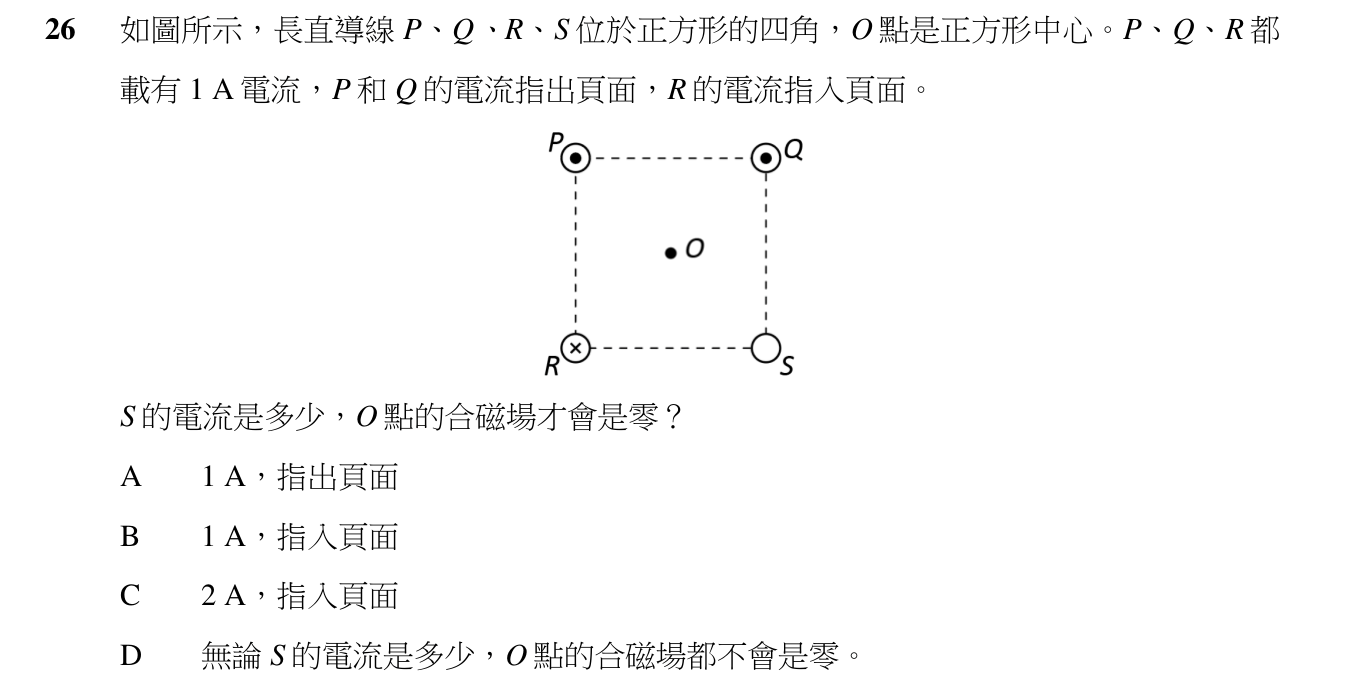 26 如圖所示，長直導線 P、Q、R、S 位於正方形的四角，O 點是正方形中心。P、Q、R 都
載有 1 A 電流，P 和 Q 的電流指出頁面，R 的電流指入頁面。
P
Q
O
R
S
S 的電流是多少，O 點的合磁場才會是零？
A 1 A，指出頁面
B 1 A，指入頁面
C 2 A，指入頁面
D 無論 S 的電流是多少，O 點的合磁場都不會是零。